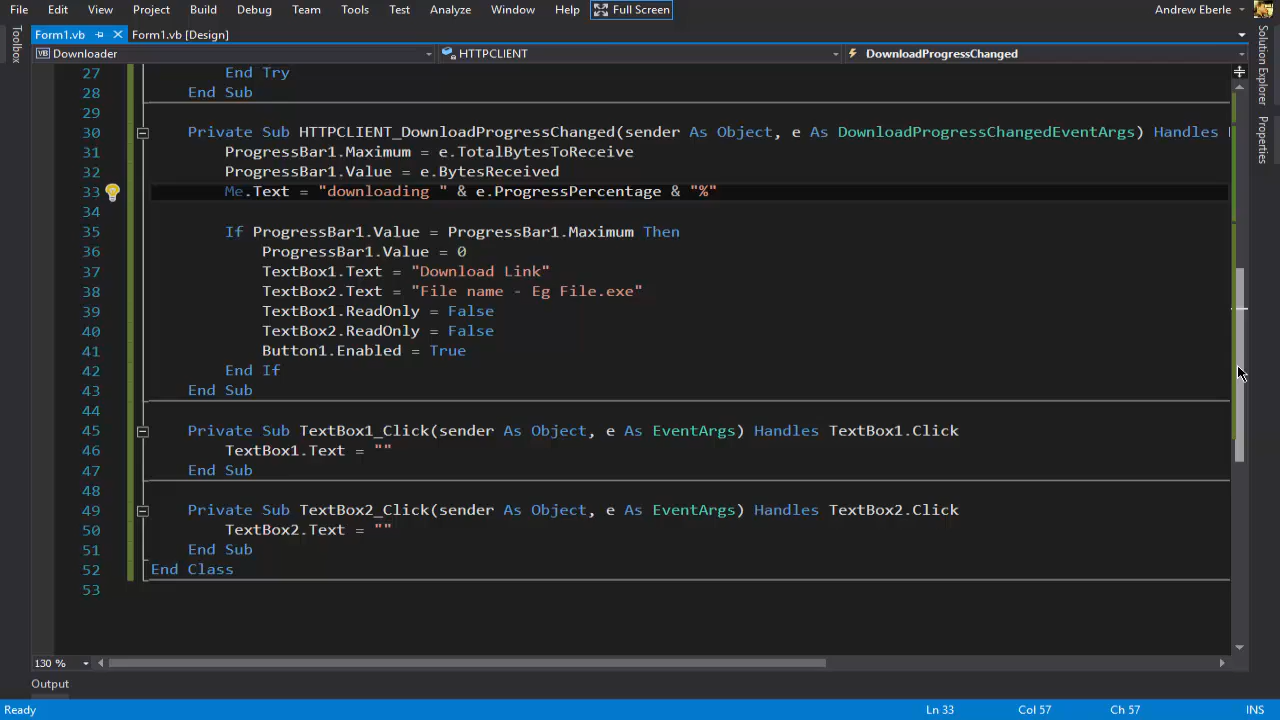 File Edit View Project Build Debug Team Tools Test Analyze Window Help Full Screen Andrew Eberle
Form1.vb Form1.vb [Design]
Toolbox
VB Downloader HTTPCLIENT DownloadProgressChanged
Solution Explorer
Properties
27 End Try
28 End Sub
29
30 Private Sub HTTPCLIENT_DownloadProgressChanged(sender As Object, e As DownloadProgressChangedEventArgs) Handles
31 ProgressBar1.Maximum = e.TotalBytesToReceive
32 ProgressBar1.Value = e.BytesReceived
33 Me.Text = "downloading " & e.ProgressPercentage & "%"
34
35 If ProgressBar1.Value = ProgressBar1.Maximum Then
36 ProgressBar1.Value = 0
37 TextBox1.Text = "Download Link"
38 TextBox2.Text = "File name - Eg File.exe"
39 TextBox1.ReadOnly = False
40 TextBox2.ReadOnly = False
41 Button1.Enabled = True
42 End If
43 End Sub
44
45 Private Sub TextBox1_Click(sender As Object, e As EventArgs) Handles TextBox1.Click
46 TextBox1.Text = ""
47 End Sub
48
49 Private Sub TextBox2_Click(sender As Object, e As EventArgs) Handles TextBox2.Click
50 TextBox2.Text = ""
51 End Sub
52 End Class
53
130 %
Output
Ready Ln 33 Col 57 Ch 57 INS